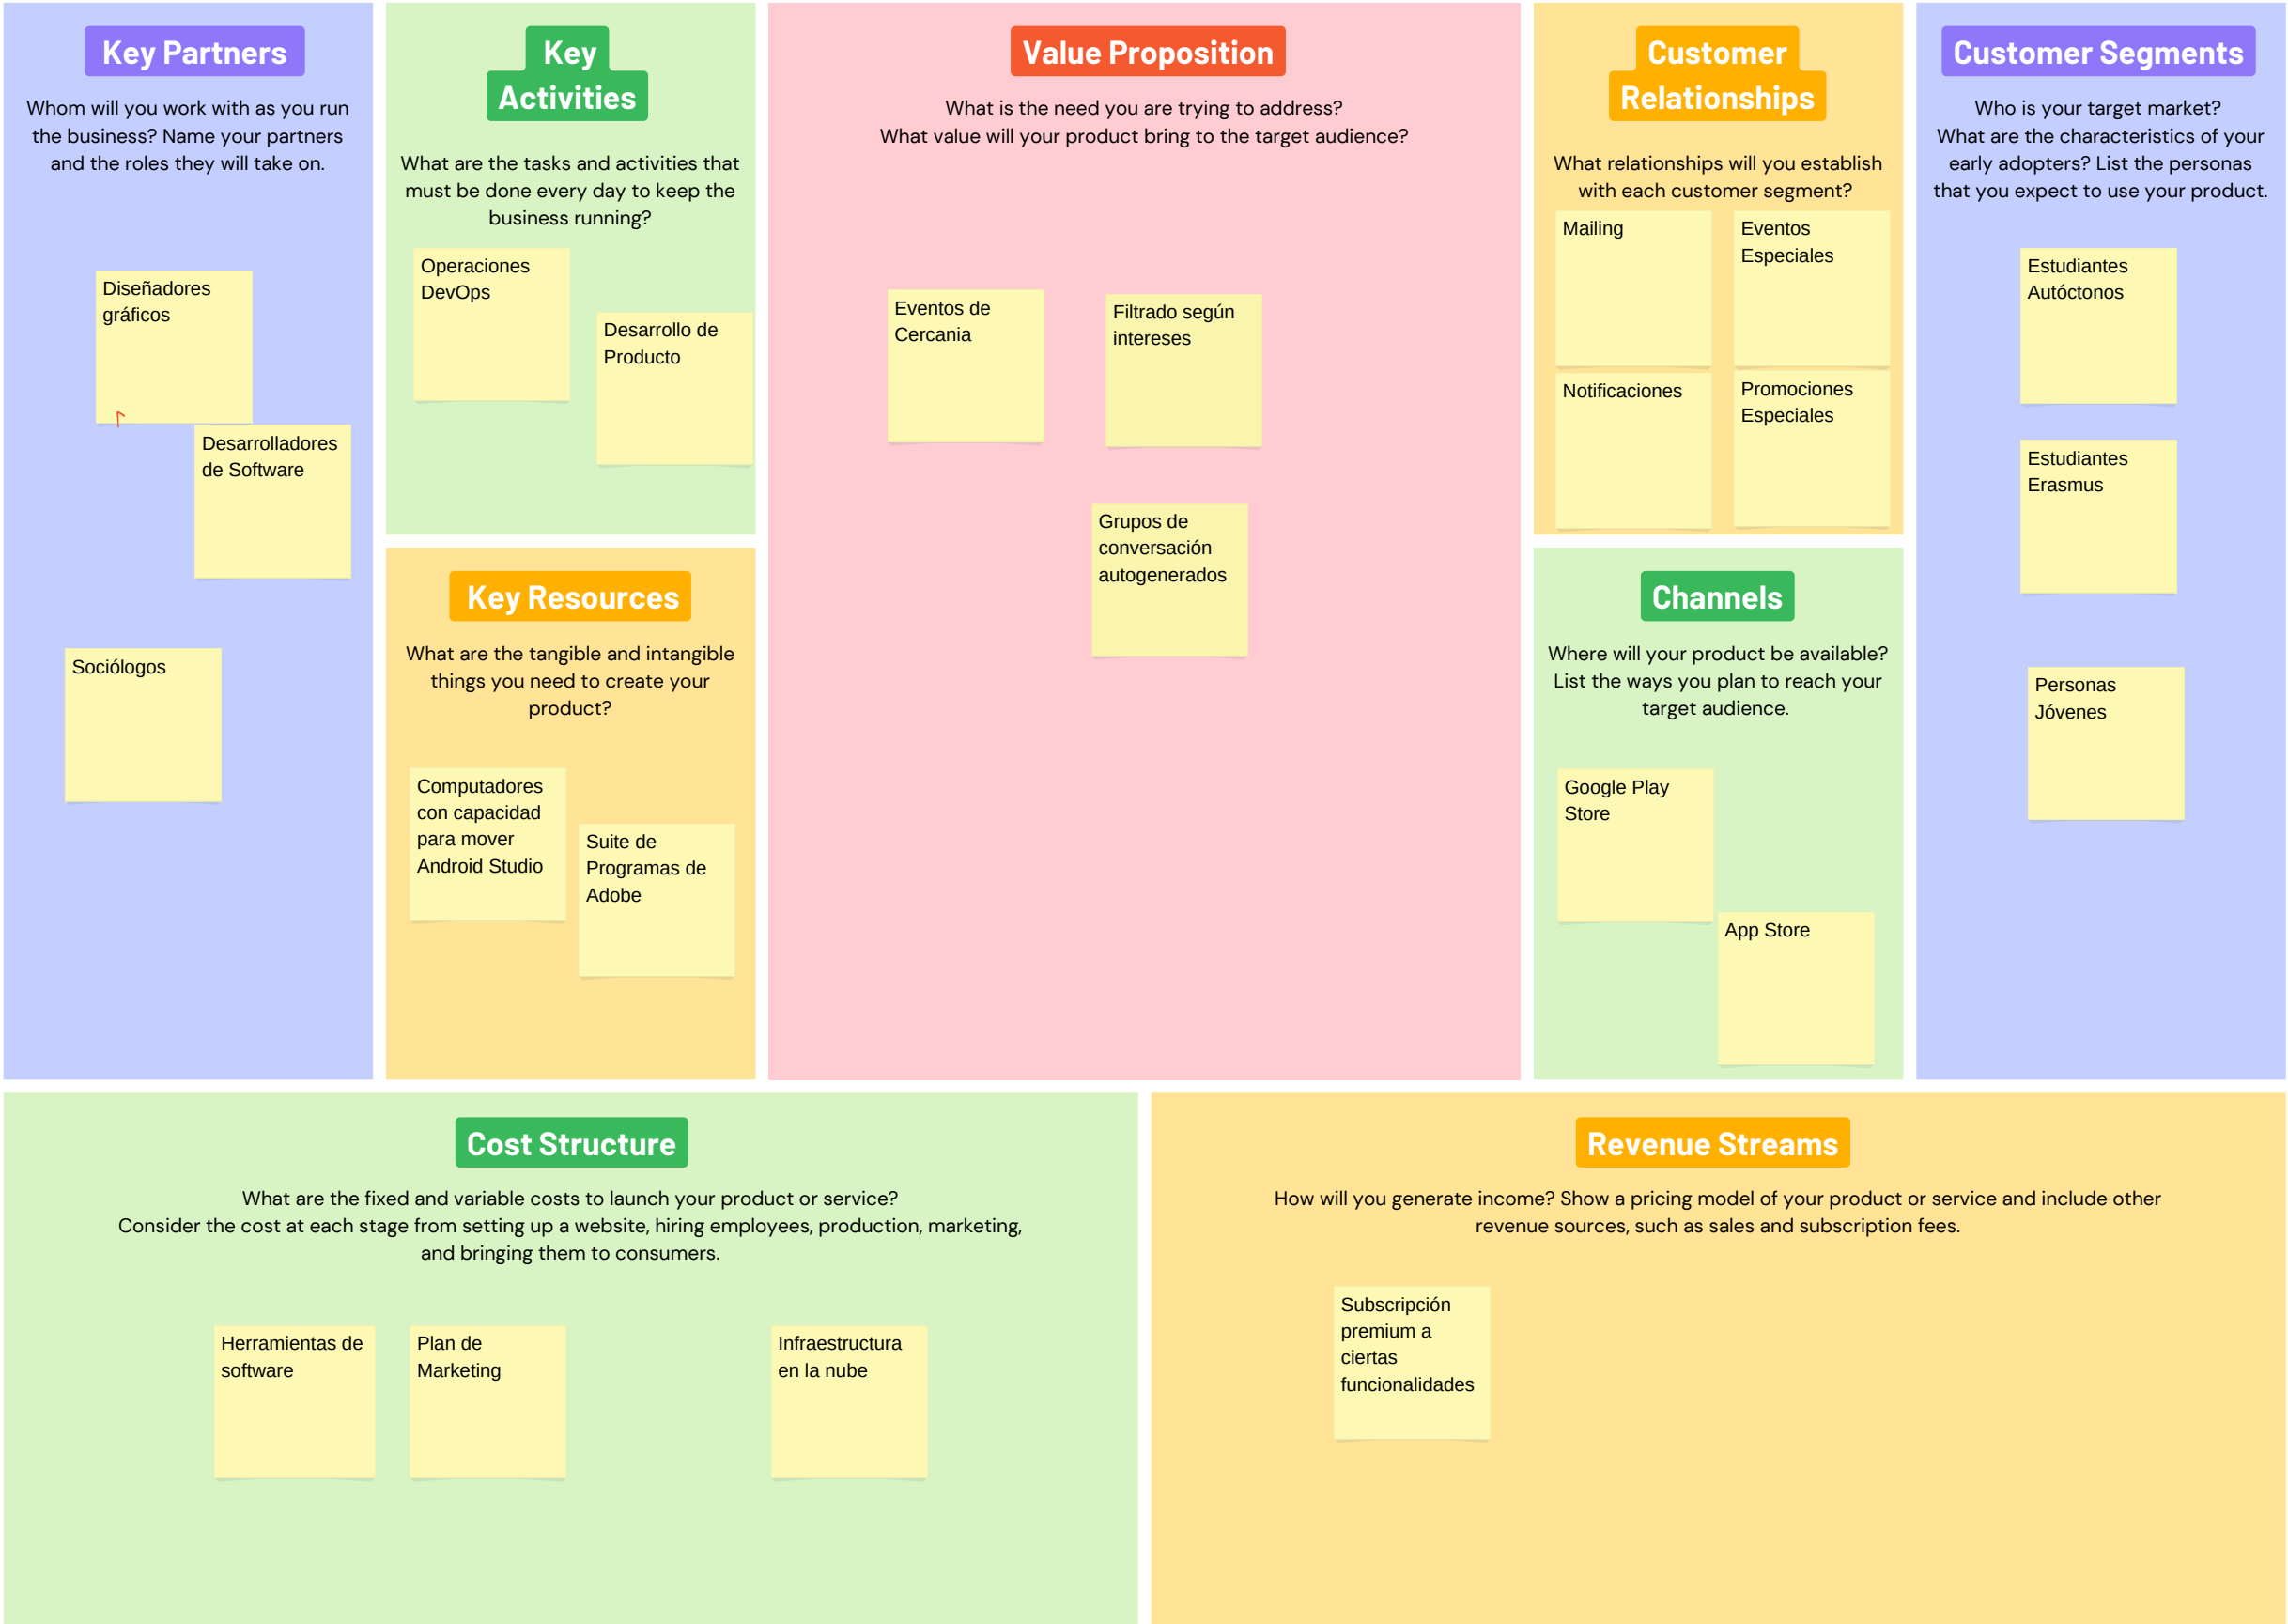 Key Partners
Whom will you work with as you run
the business? Name your partners
and the roles they will take on.
Diseñadores
gráficos
Desarrolladores
de Software
Sociólogos
Key
Activities
What are the tasks and activities that
must be done every day to keep the
business running?
Operaciones
DevOps
Desarrollo de
Producto
Key Resources
What are the tangible and intangible
things you need to create your
product?
Computadores
con capacidad
para mover
Android Studio
Suite de
Programas de
Adobe
Value Proposition
What is the need you are trying to address?
What value will your product bring to the target audience?
Eventos de
Cercania
Filtrado según
intereses
Grupos de
conversación
autogenerados
Customer
Relationships
What relationships will you establish
with each customer segment?
Mailing
Eventos
Especiales
Notificaciones
Promociones
Especiales
Channels
Where will your product be available?
List the ways you plan to reach your
target audience.
Google Play
Store
App Store
Customer Segments
Who is your target market?
What are the characteristics of your
early adopters? List the personas
that you expect to use your product.
Estudiantes
Autóctonos
Estudiantes
Erasmus
Personas
Jóvenes
Cost Structure
What are the fixed and variable costs to launch your product or service?
Consider the cost at each stage from setting up a website, hiring employees, production, marketing,
and bringing them to consumers.
Herramientas de
software
Plan de
Marketing
Infraestructura
en la nube
Revenue Streams
How will you generate income? Show a pricing model of your product or service and include other
revenue sources, such as sales and subscription fees.
Subscripción
premium a
ciertas
funcionalidades